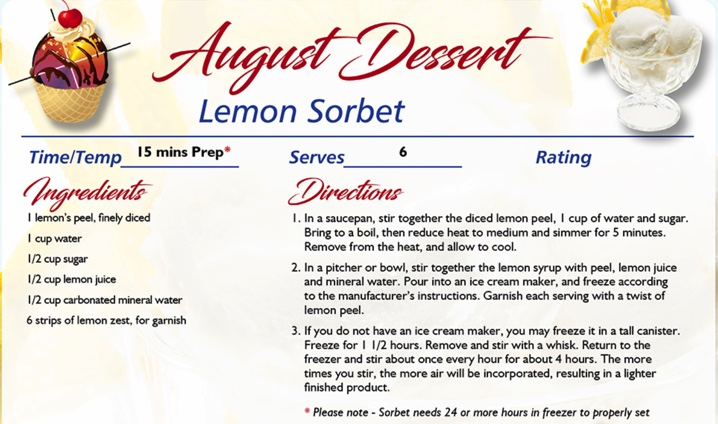 August Dessert
Lemon Sorbet
Time/Temp 15 mins Prep*
Serves 6
Rating
Ingredients
1 lemon's peel, finely diced
1 cup water
1/2 cup sugar
1/2 cup lemon juice
1/2 cup carbonated mineral water
6 strips of lemon zest, for garnish
Directions
1. In a saucepan, stir together the diced lemon peel, 1 cup of water and sugar.
Bring to a boil, then reduce heat to medium and simmer for 5 minutes.
Remove from the heat, and allow to cool.
2. In a pitcher or bowl, stir together the lemon syrup with peel, lemon juice
and mineral water. Pour into an ice cream maker, and freeze according
to the manufacturer's instructions. Garnish each serving with a twist of
lemon peel.
3. If you do not have an ice cream maker, you may freeze it in a tall canister.
Freeze for 1 1/2 hours. Remove and stir with a whisk. Return to the
freezer and stir about once every hour for about 4 hours. The more
times you stir, the more air will be incorporated, resulting in a lighter
finished product.
* Please note - Sorbet needs 24 or more hours in freezer to properly set